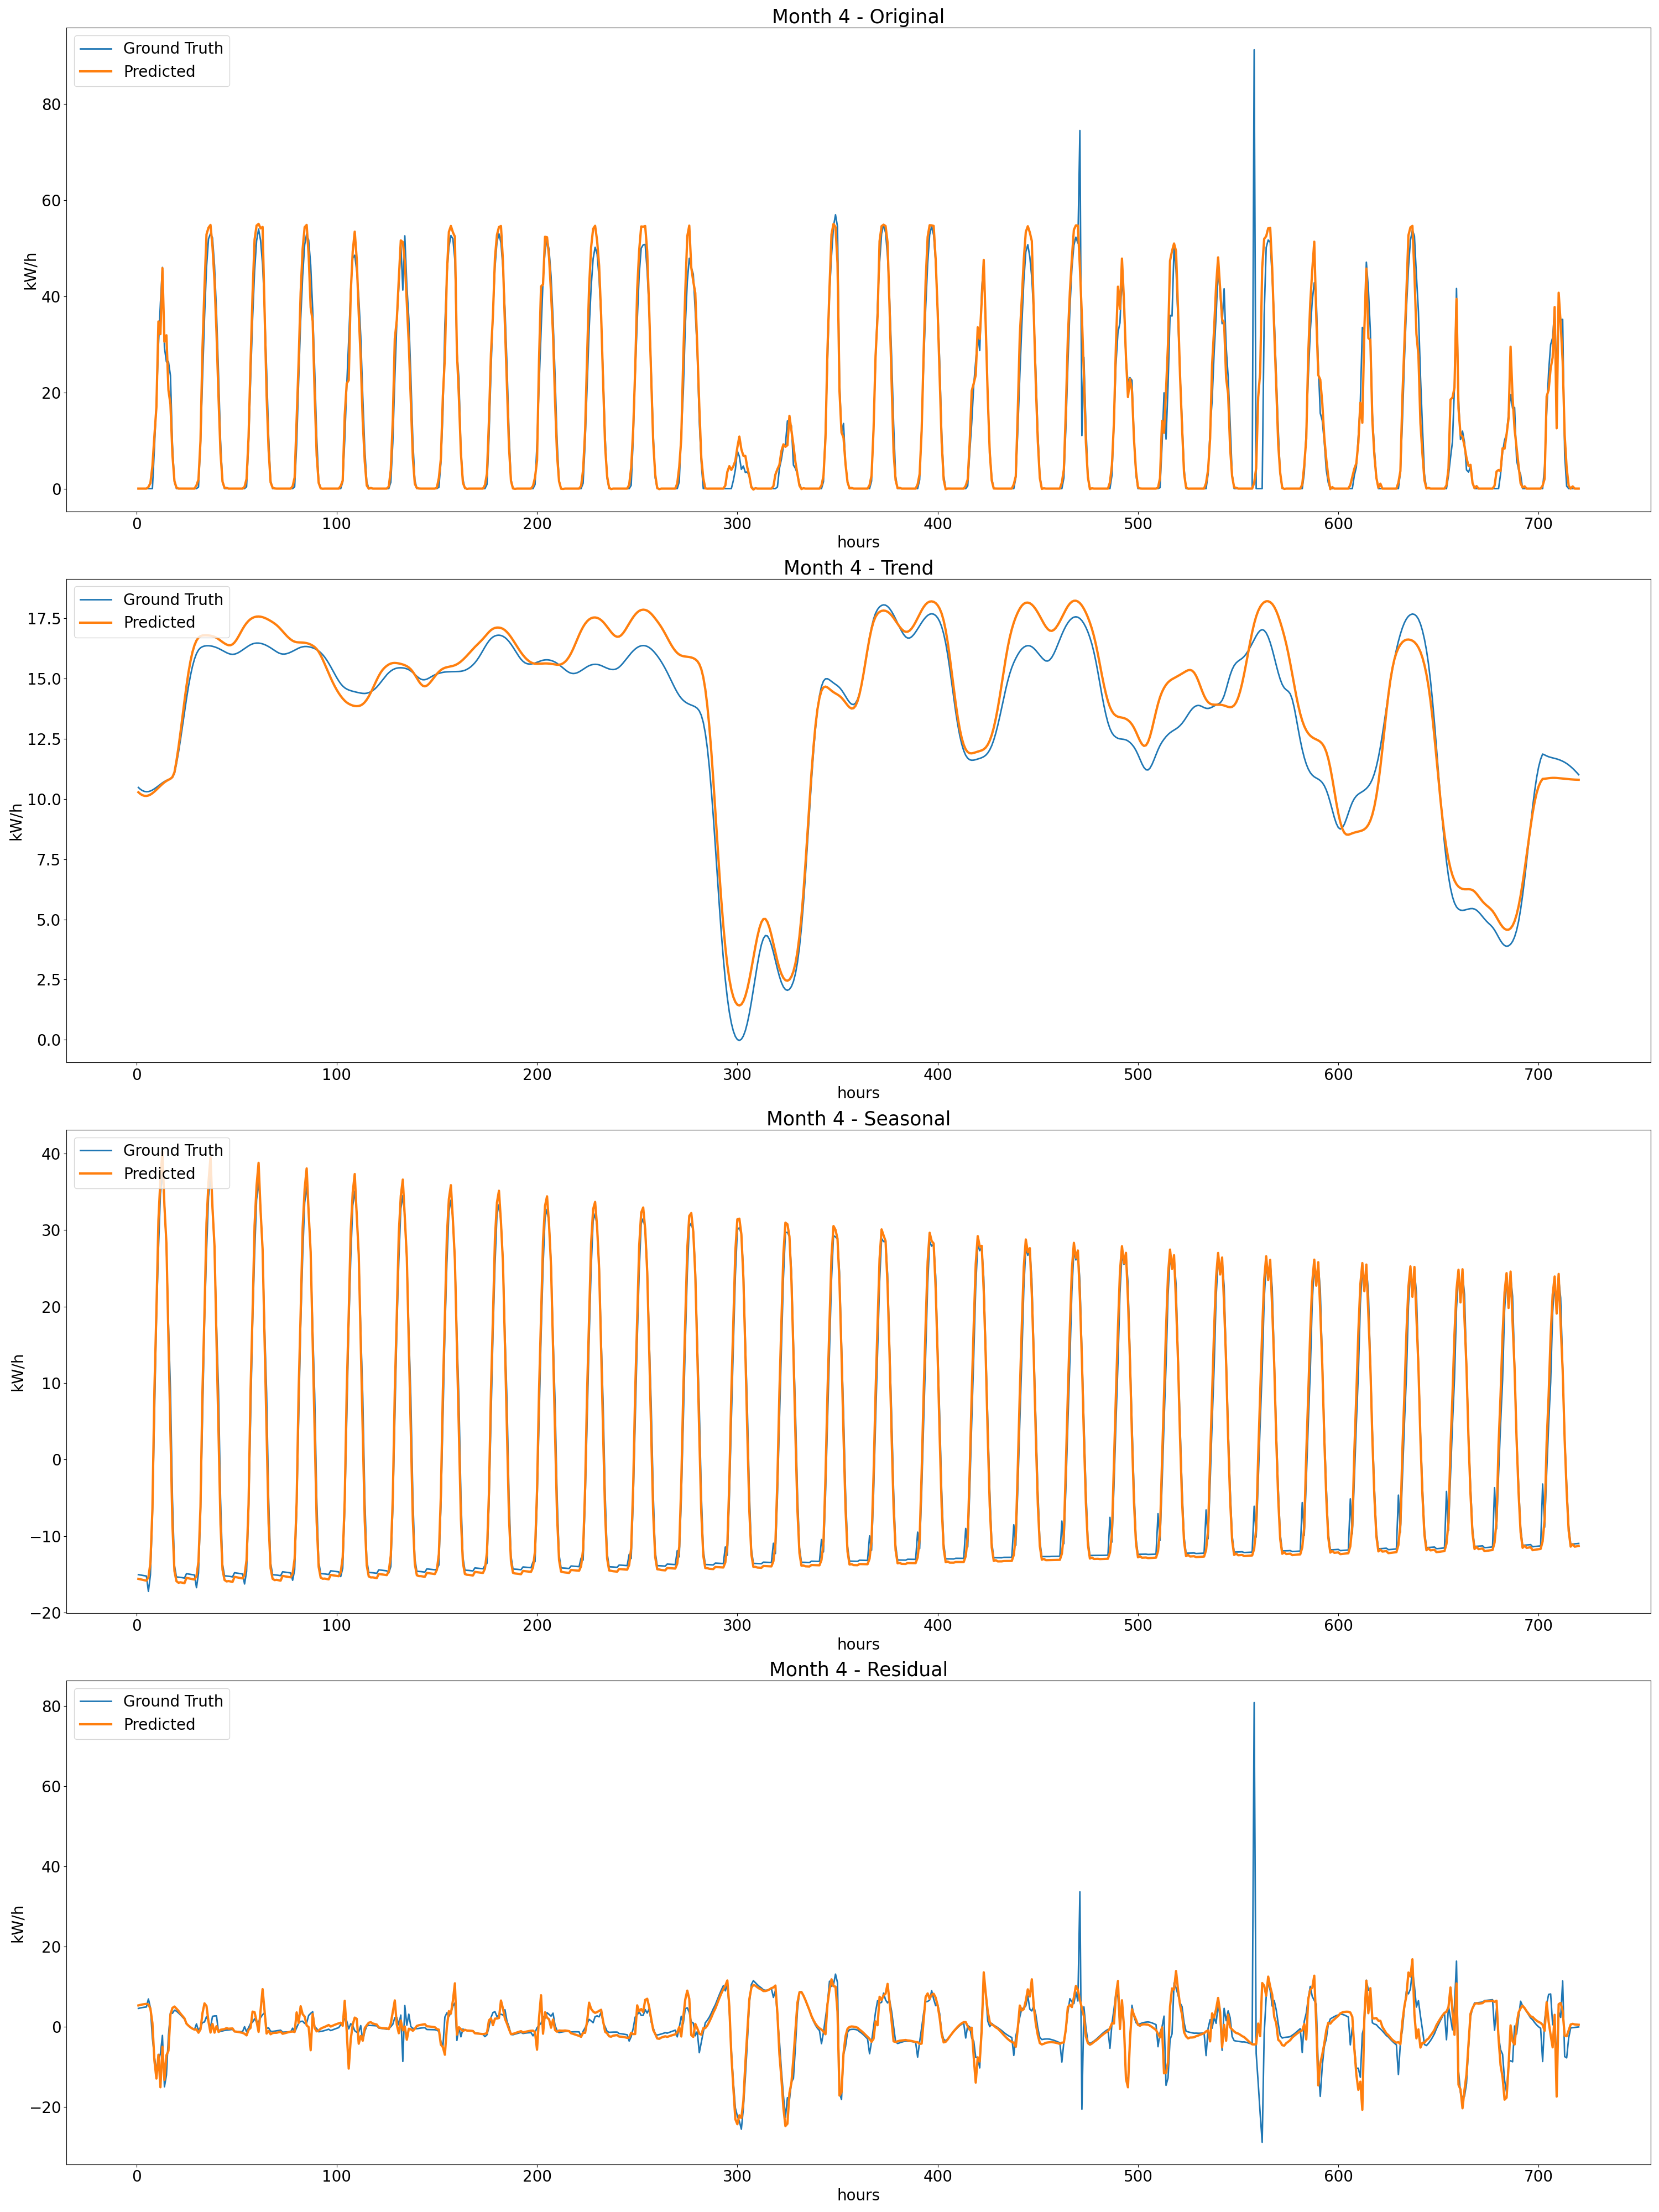 Month 4 - Original
Ground Truth
Predicted
kW/h
80
60
40
20
0
0 100 200 300 400 500 600 700
hours
Month 4 - Trend
Ground Truth
Predicted
kW/h
17.5
15.0
12.5
10.0
7.5
5.0
2.5
0.0
0 100 200 300 400 500 600 700
hours
Month 4 - Seasonal
Ground Truth
Predicted
kW/h
40
30
20
10
0
−10
−20
0 100 200 300 400 500 600 700
hours
Month 4 - Residual
Ground Truth
Predicted
kW/h
80
60
40
20
0
−20
0 100 200 300 400 500 600 700
hours